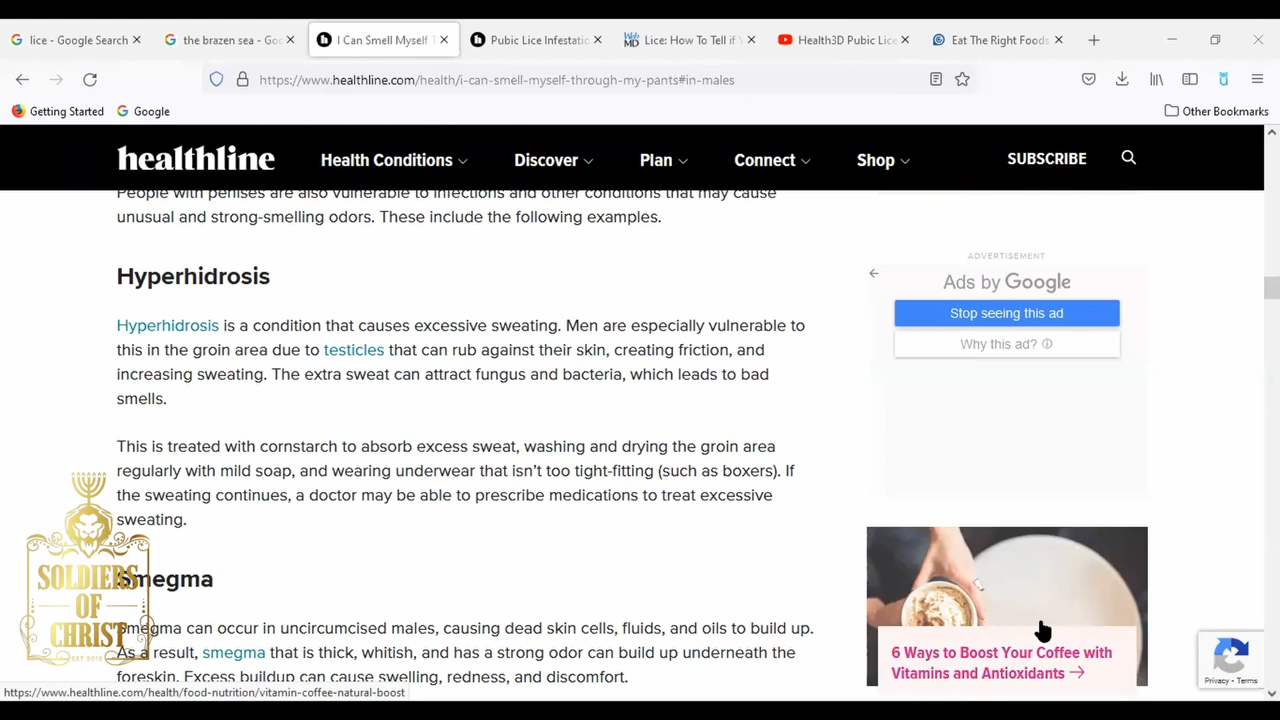 lice - Google Search
the brazen sea - Goo
I Can Smell Myself T
Pubic Lice Infestatio
WebMD
Lice: How To Tell if Y
Health3D Pubic Lice
Eat The Right Foods
https://www.healthline.com/health/i-can-smell-myself-through-my-pants#in-males
Getting Started
Google
Other Bookmarks
healthline
Health Conditions
Discover
Plan
Connect
Shop
SUBSCRIBE
People with penises are also vulnerable to infections and other conditions that may cause
unusual and strong-smelling odors. These include the following examples.
Hyperhidrosis
Hyperhidrosis is a condition that causes excessive sweating. Men are especially vulnerable to
this in the groin area due to testicles that can rub against their skin, creating friction, and
increasing sweating. The extra sweat can attract fungus and bacteria, which leads to bad
smells.
This is treated with cornstarch to absorb excess sweat, washing and drying the groin area
regularly with mild soap, and wearing underwear that isn't too tight-fitting (such as boxers). If
the sweating continues, a doctor may be able to prescribe medications to treat excessive
sweating.
Smegma
Smegma can occur in uncircumcised males, causing dead skin cells, fluids, and oils to build up.
As a result, smegma that is thick, whitish, and has a strong odor can build up underneath the
foreskin. Excess buildup can cause swelling, redness, and discomfort.
ADVERTISEMENT
Ads by Google
Stop seeing this ad
Why this ad?
6 Ways to Boost Your Coffee with
Vitamins and Antioxidants
Privacy - Terms
SOLDIERS
OF
CHRIST
https://www.healthline.com/health/food-nutrition/vitamin-coffee-natural-boost